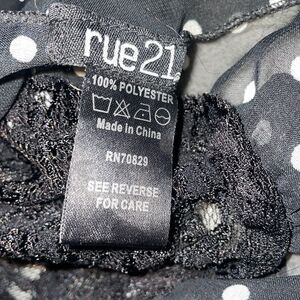 rue21
100% POLYESTER
Made in China
RN70829
SEE REVERSE
FOR CARE